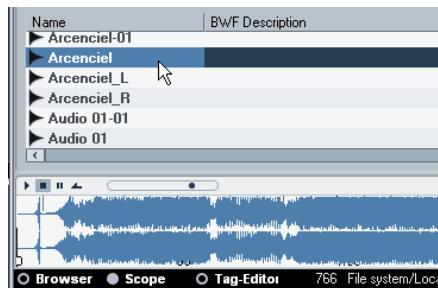 Name BWF Description
Arcenciel-01
Arcenciel
Arcenciel_L
Arcenciel_R
Audio 01-01
Audio 01
Browser Scope Tag-Editor 766 File system/Loc